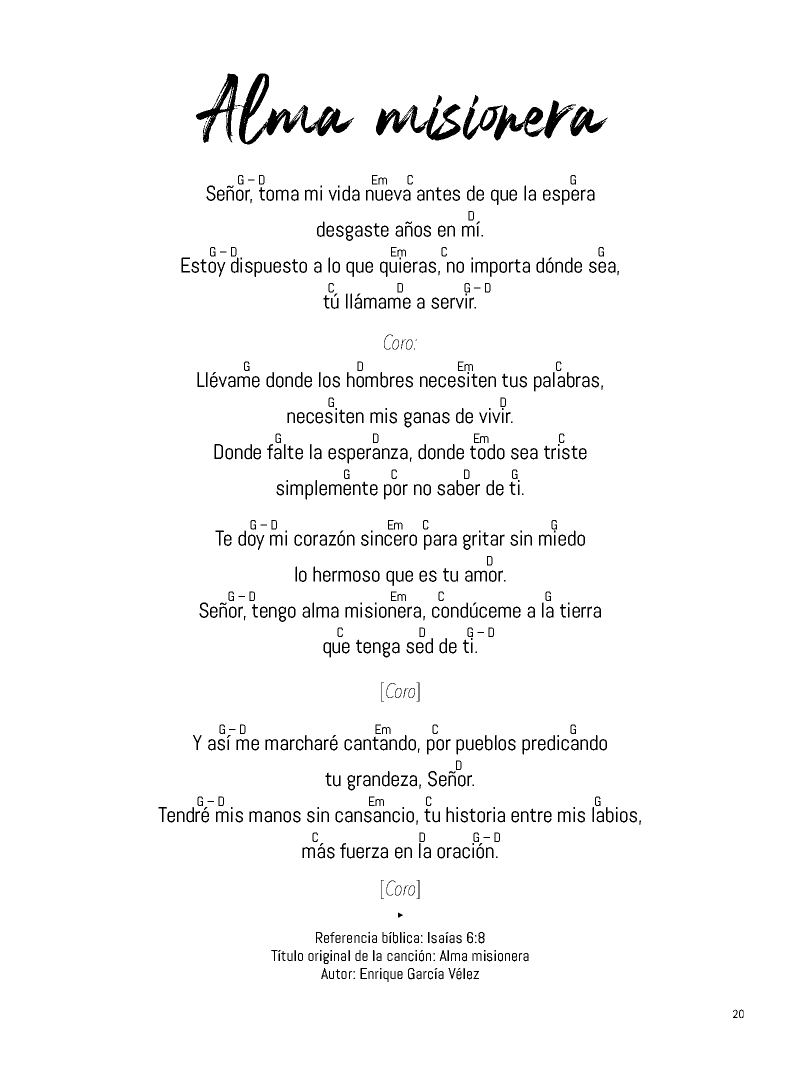 Alma misionera
G – D Em C G
Señor, toma mi vida nueva antes de que la espera
D
desgaste años en mí.
G – D Em C G
Estoy dispuesto a lo que quieras, no importa dónde sea,
C D G – D
tú llámame a servir.
Coro:
G D Em C
Llévame donde los hombres necesiten tus palabras,
G D
necesiten mis ganas de vivir.
G D Em C
Donde falte la esperanza, donde todo sea triste
G C D G
simplemente por no saber de ti.
G – D Em C G
Te doy mi corazón sincero para gritar sin miedo
D
lo hermoso que es tu amor.
G – D Em C G
Señor, tengo alma misionera, condúceme a la tierra
C D G – D
que tenga sed de ti.
[Coro]
G – D Em C G
Y así me marcharé cantando, por pueblos predicando
D
tu grandeza, Señor.
G – D Em C G
Tendré mis manos sin cansancio, tu historia entre mis labios,
C D G – D
más fuerza en la oración.
[Coro]
Referencia bíblica: Isaías 6:8
Título original de la canción: Alma misionera
Autor: Enrique García Vélez
20